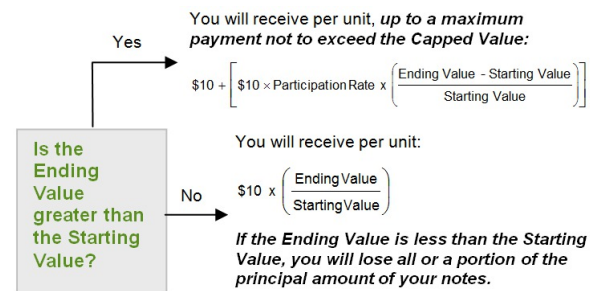 You will receive per unit, up to a maximum
payment not to exceed the Capped Value:
Yes
$10 + [ $10 × Participation Rate x ( Ending Value - Starting Value
Starting Value ) ]
Is the
Ending
Value
greater than
the Starting
Value?
No
You will receive per unit:
$10 x ( Ending Value
StartingValue )
If the Ending Value is less than the Starting
Value, you will lose all or a portion of the
principal amount of your notes.